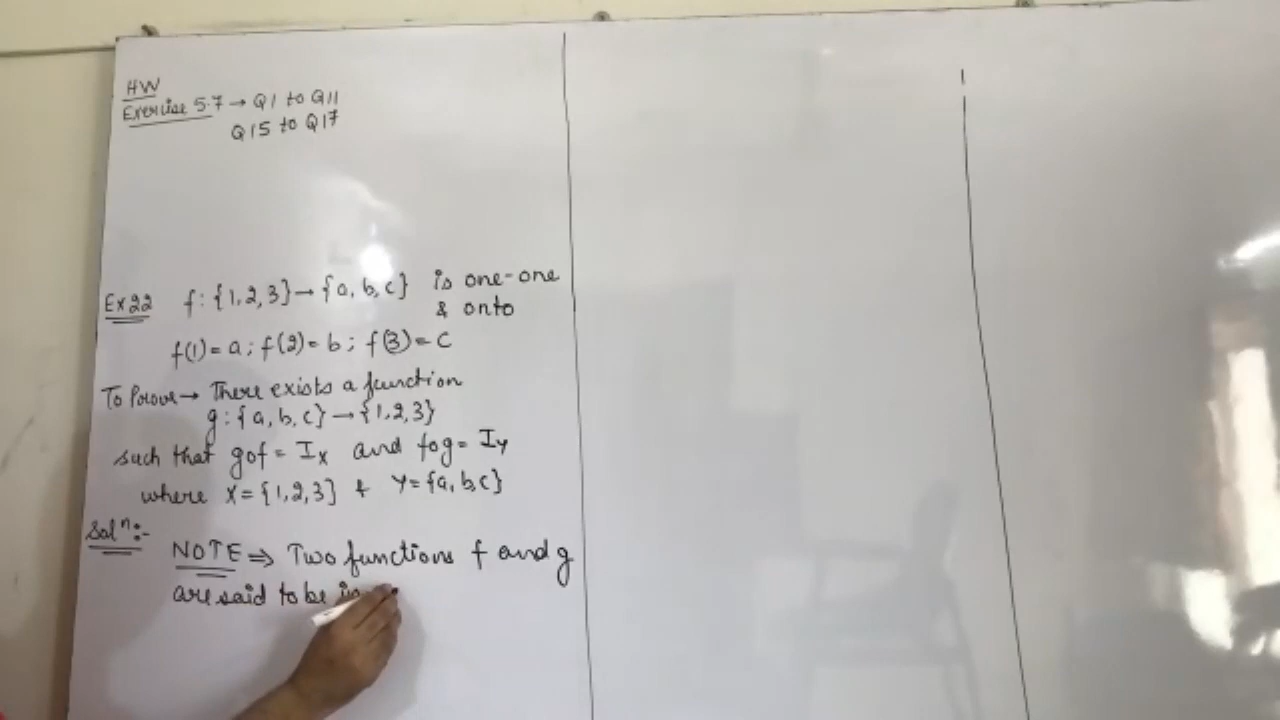 HW
Exercise 5.7 → Q1 to Q11
Q15 to Q17
Ex 22 f: {1, 2, 3} → {a, b, c} is one-one
& onto
f(1) = a ; f(2) = b ; f(3) = c
To Prove → There exists a function
g: {a, b, c} → {1, 2, 3}
such that gof = Ix and fog = Iy
where X = {1, 2, 3} & Y = {a, b, c}
Solⁿ:-
NOTE ⇒ Two functions f and g
are said to be